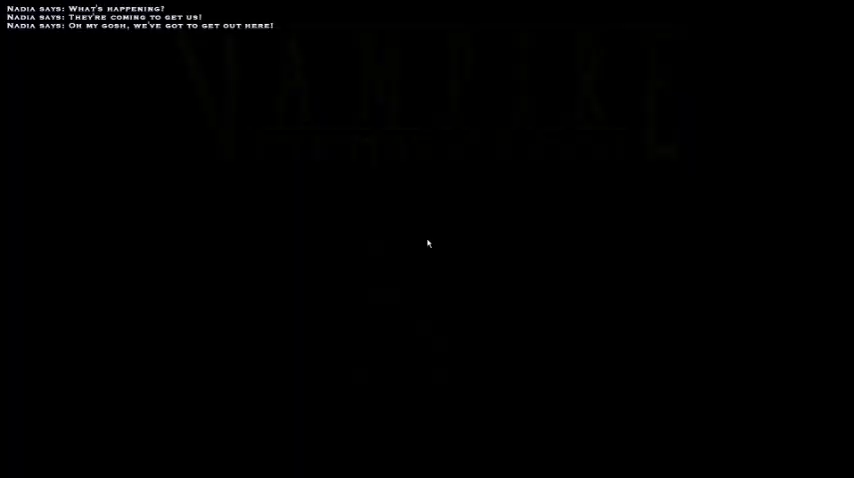 Nadia says: What's happening?
Nadia says: They're coming to get us!
Nadia says: Oh my gosh, we've got to get out here!
VAMPIRE